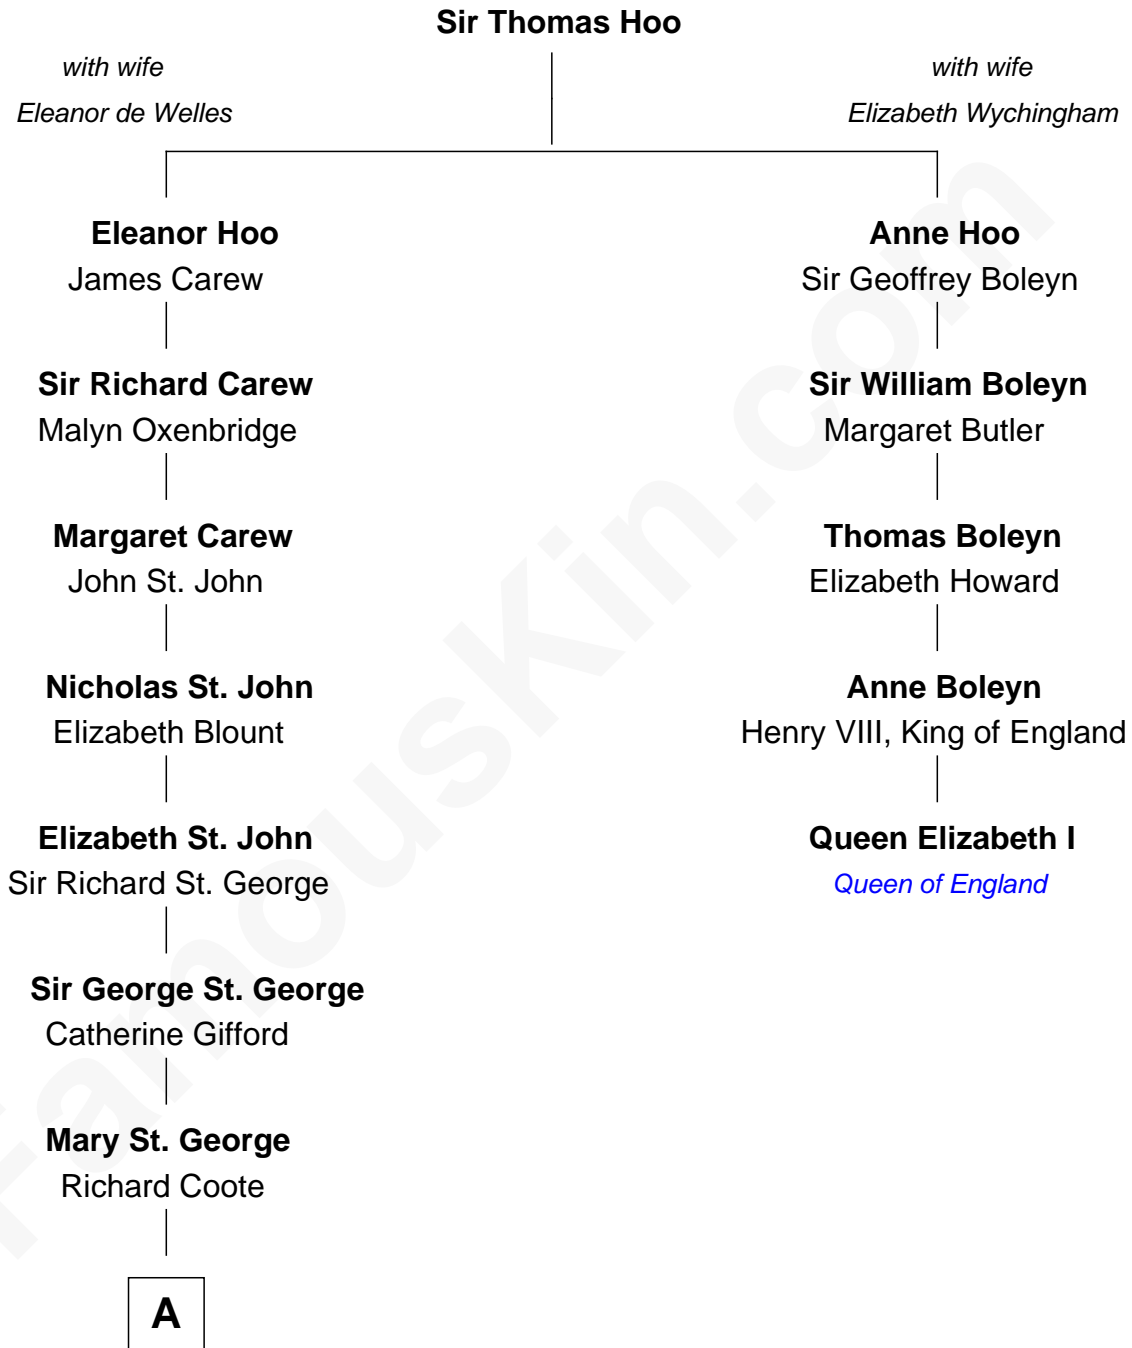 Sir Thomas Hoo
with wife
Eleanor de Welles
with wife
Elizabeth Wychingham
Eleanor Hoo
James Carew
Anne Hoo
Sir Geoffrey Boleyn
Sir Richard Carew
Malyn Oxenbridge
Sir William Boleyn
Margaret Butler
Margaret Carew
John St. John
Thomas Boleyn
Elizabeth Howard
Nicholas St. John
Elizabeth Blount
Anne Boleyn
Henry VIII, King of England
Elizabeth St. John
Sir Richard St. George
Queen Elizabeth I
Queen of England
Sir George St. George
Catherine Gifford
Mary St. George
Richard Coote
A
FamousKin.com